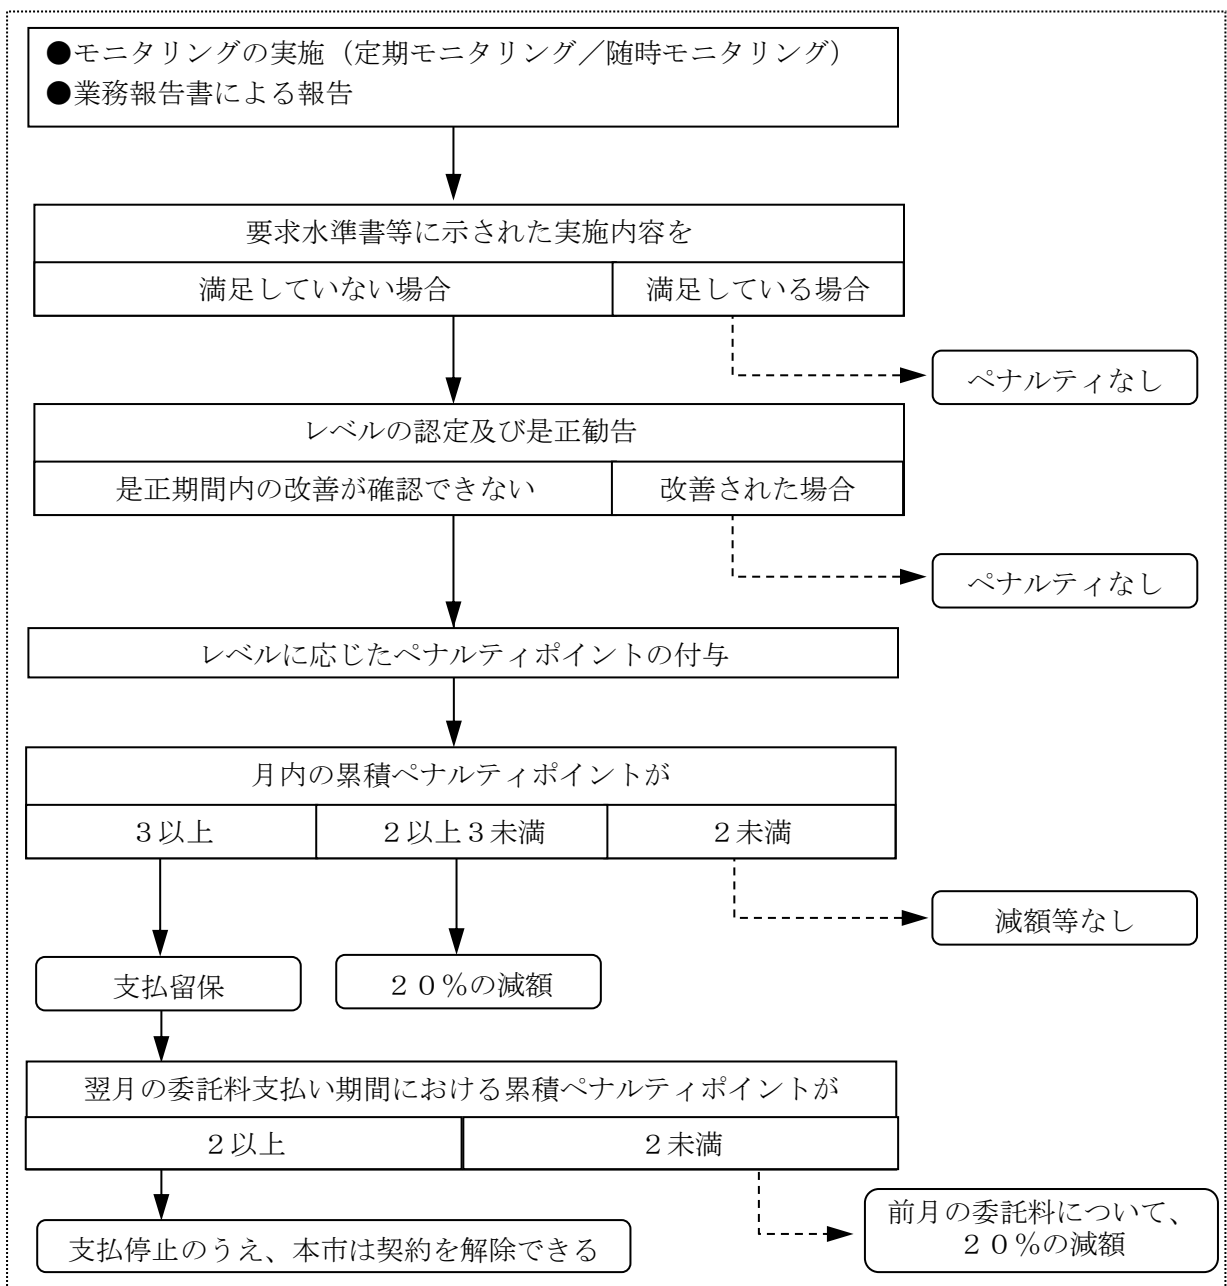 ●モニタリングの実施（定期モニタリング／随時モニタリング）
●業務報告書による報告
要求水準書等に示された実施内容を
満足していない場合
満足している場合
ペナルティなし
レベルの認定及び是正勧告
是正期間内の改善が確認できない
改善された場合
ペナルティなし
レベルに応じたペナルティポイントの付与
月内の累積ペナルティポイントが
３以上
２以上３未満
２未満
減額等なし
支払留保
２０％の減額
翌月の委託料支払い期間における累積ペナルティポイントが
２以上
２未満
前月の委託料について、
２０％の減額
支払停止のうえ、本市は契約を解除できる